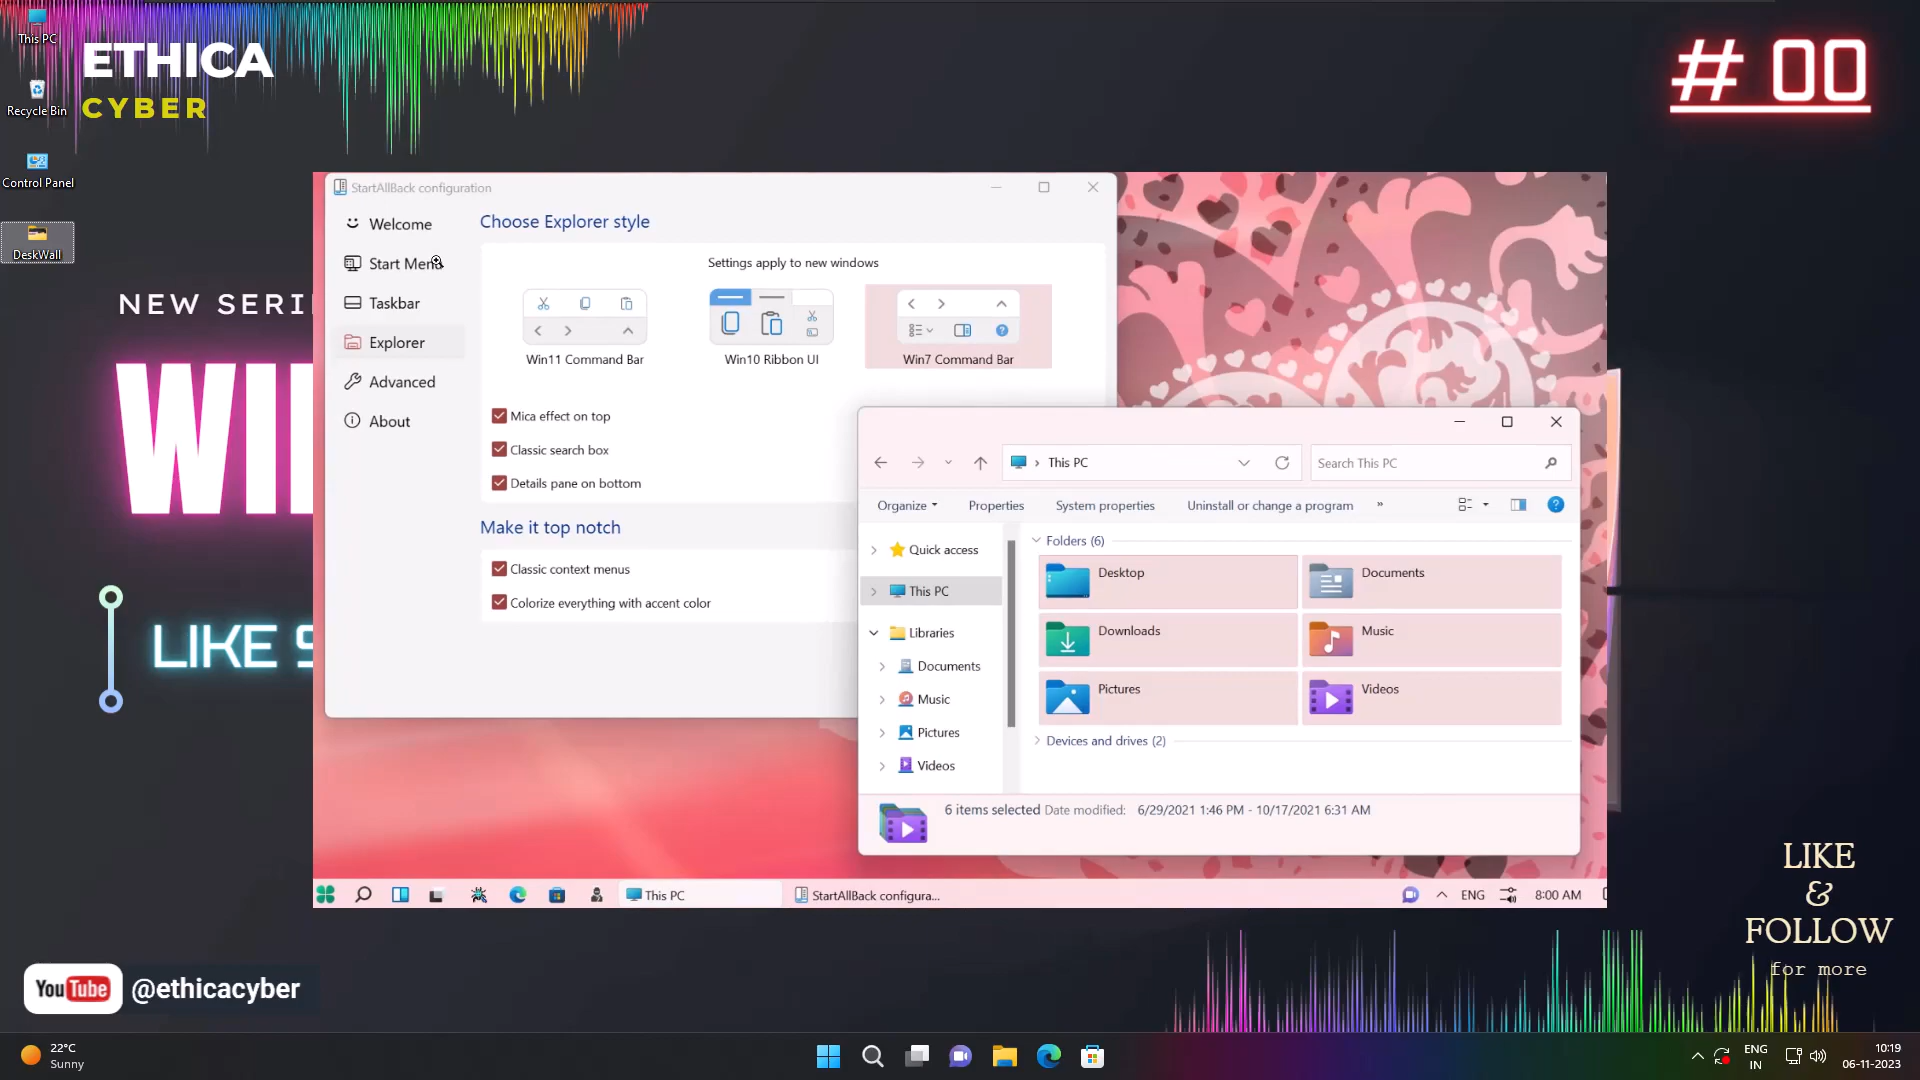 This PC
ETHICA
CYBER
Recycle Bin
Control Panel
DeskWall
# 00
NEW SERI
WI
LIKE S
StartAllBack configuration
Welcome
Start Menu
Taskbar
Explorer
Advanced
About
Choose Explorer style
Settings apply to new windows
Win11 Command Bar
Win10 Ribbon UI
Win7 Command Bar
Mica effect on top
Classic search box
Details pane on bottom
Make it top notch
Classic context menus
Colorize everything with accent color
This PC
Search This PC
Organize
Properties
System properties
Uninstall or change a program
»
Quick access
This PC
Libraries
Documents
Music
Pictures
Videos
Folders (6)
Desktop
Documents
Downloads
Music
Pictures
Videos
Devices and drives (2)
6 items selected Date modified: 6/29/2021 1:46 PM - 10/17/2021 6:31 AM
This PC
StartAllBack configura...
ENG
8:00 AM
LIKE
&
FOLLOW
for more
YouTube @ethicacyber
22°C
Sunny
ENG
IN
10:19
06-11-2023